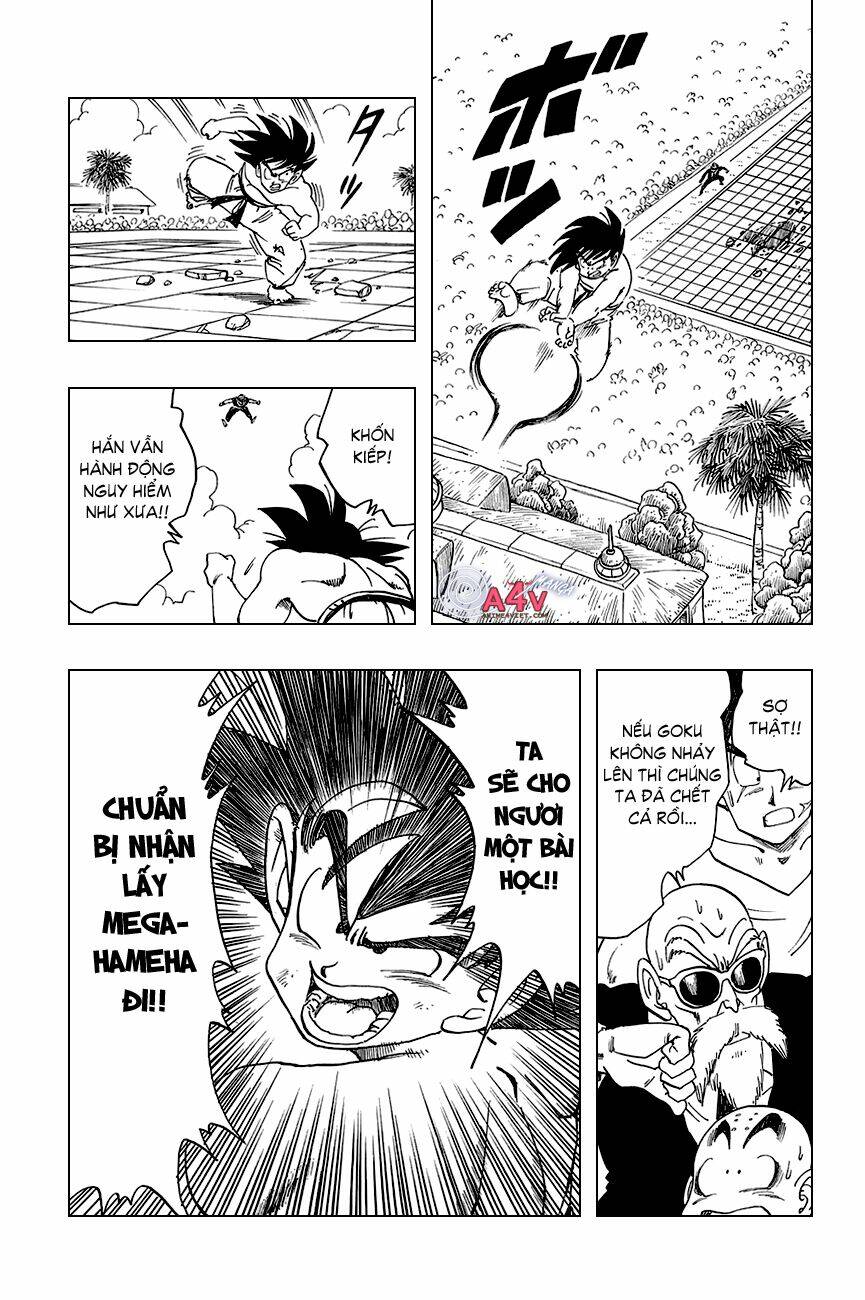 ボッ
タッ
KHỐN
KIẾP!
HẮN VẪN
HÀNH ĐỘNG
NGUY HIỂM
NHƯ XƯA!!
A4V
ANIMEAVIET.COM
SỢ
THẬT!!
NẾU GOKU
KHÔNG NHẢY
LÊN THÌ CHÚNG
TA ĐÃ CHẾT
CẢ RỒI...
TA
SẼ CHO
NGƯƠI
MỘT BÀI
HỌC!!
CHUẨN
BỊ NHẬN
LẤY
MEGA-
HAMEHA
ĐI!!